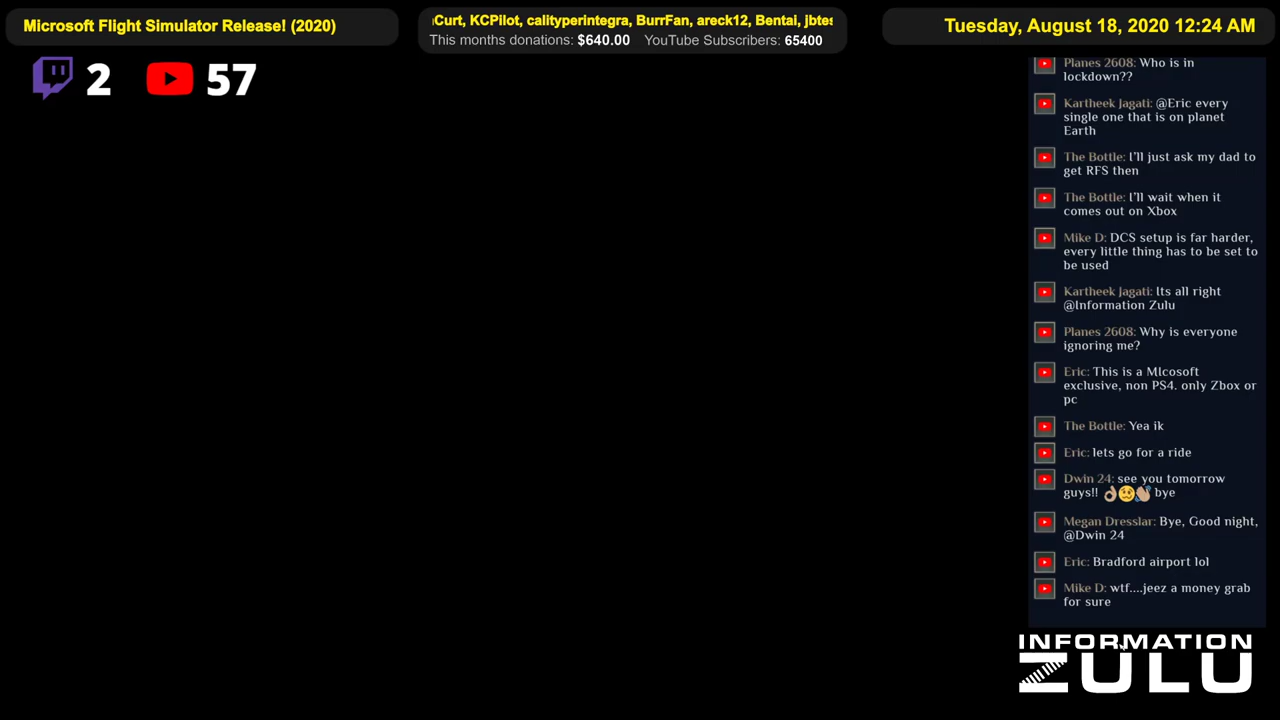 Microsoft Flight Simulator Release! (2020)
Curt, KCPilot, calityperintegra, BurrFan, areck12, Bentai, jbtes
This months donations: $640.00 YouTube Subscribers: 65400
Tuesday, August 18, 2020 12:24 AM
2 57
Planes 2608: Who is in
lockdown??
Kartheek Jagati: @Eric every
single one that is on planet
Earth
The Bottle: I'll just ask my dad to
get RFS then
The Bottle: I'll wait when it
comes out on Xbox
Mike D: DCS setup is far harder,
every little thing has to be set to
be used
Kartheek Jagati: Its all right
@Information Zulu
Planes 2608: Why is everyone
ignoring me?
Eric: This is a MIcosoft
exclusive, non PS4. only Zbox or
pc
The Bottle: Yea ik
Eric: lets go for a ride
Dwin 24: see you tomorrow
guys!! 👌🏽🥴👋🏽 bye
Megan Dresslar: Bye, Good night,
@Dwin 24
Eric: Bradford airport lol
Mike D: wtf....jeez a money grab
for sure
INFORMATION
ZULU